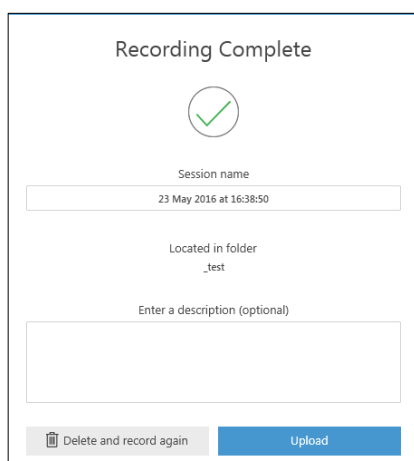 Recording Complete
Session name
23 May 2016 at 16:38:50
Located in folder
_test
Enter a description (optional)
Delete and record again Upload